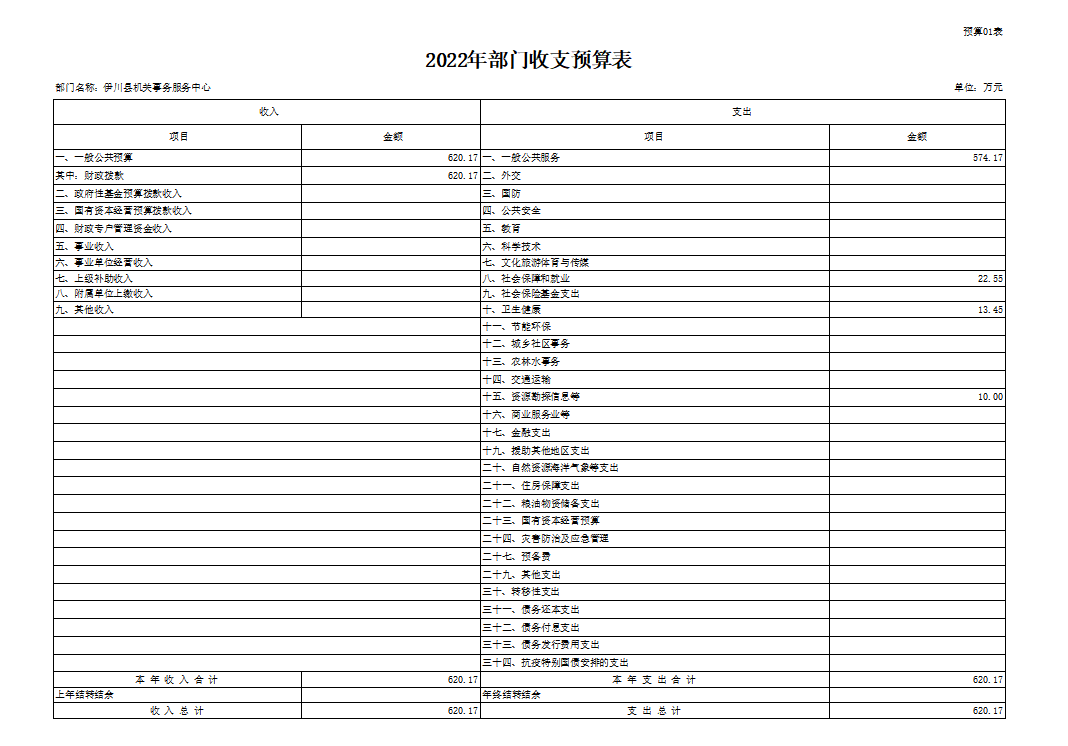 预算01表
2022年部门收支预算表
部门名称：伊川县机关事务服务中心 单位：万元
收入 支出
项目 金额 项目 金额
一、一般公共预算 620.17 一、一般公共服务 574.17
其中：财政拨款 620.17 二、外交
二、政府性基金预算拨款收入 三、国防
三、国有资本经营预算拨款收入 四、公共安全
四、财政专户管理资金收入 五、教育
五、事业收入 六、科学技术
六、事业单位经营收入 七、文化旅游体育与传媒
七、上级补助收入 八、社会保障和就业 22.55
八、附属单位上缴收入 九、社会保险基金支出
九、其他收入 十、卫生健康 13.45
十一、节能环保
十二、城乡社区事务
十三、农林水事务
十四、交通运输
十五、资源勘探信息等 10.00
十六、商业服务业等
十七、金融支出
十九、援助其他地区支出
二十、自然资源海洋气象等支出
二十一、住房保障支出
二十二、粮油物资储备支出
二十三、国有资本经营预算
二十四、灾害防治及应急管理
二十七、预备费
二十九、其他支出
三十、转移性支出
三十一、债务还本支出
三十二、债务付息支出
三十三、债务发行费用支出
三十四、抗疫特别国债安排的支出
本 年 收 入 合 计 620.17 本 年 支 出 合 计 620.17
上年结转结余 年终结转结余
收 入 总 计 620.17 支 出 总 计 620.17